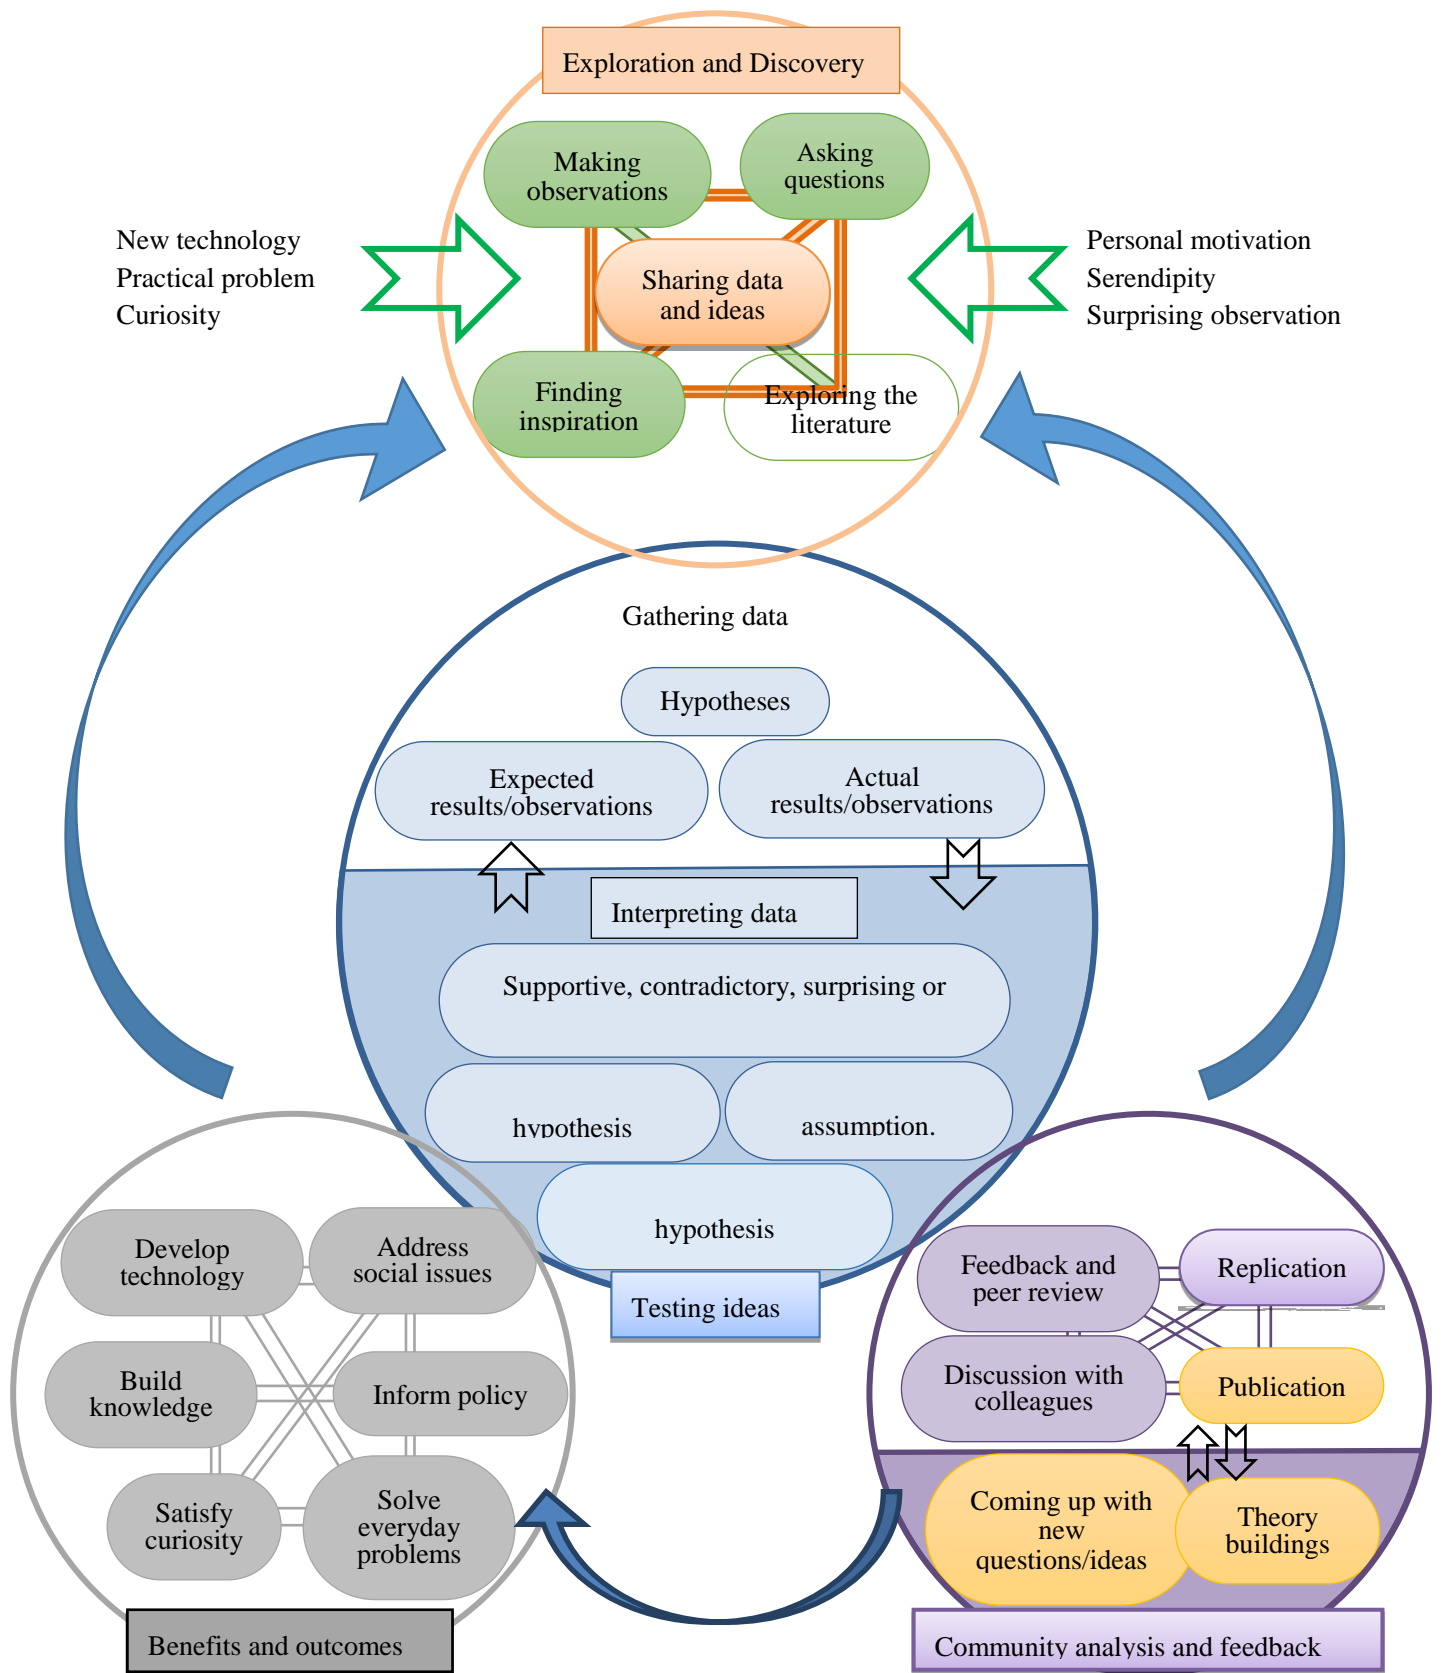 Exploration and Discovery
Making
observations
Asking
questions
New technology
Practical problem
Curiosity
Sharing data
and ideas
Personal motivation
Serendipity
Surprising observation
Finding
inspiration
Exploring the
literature
Gathering data
Hypotheses
Expected
results/observations
Actual
results/observations
Interpreting data
Supportive, contradictory, surprising or
hypothesis
assumption.
hypothesis
Testing ideas
Develop
technology
Address
social issues
Build
knowledge
Inform policy
Satisfy
curiosity
Solve
everyday
problems
Benefits and outcomes
Feedback and
peer review
Replication
Discussion with
colleagues
Publication
Coming up with
new
questions/ideas
Theory
buildings
Community analysis and feedback